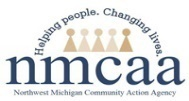 Helping people. Changing lives.
nmcaa
Northwest Michigan Community Action Agency